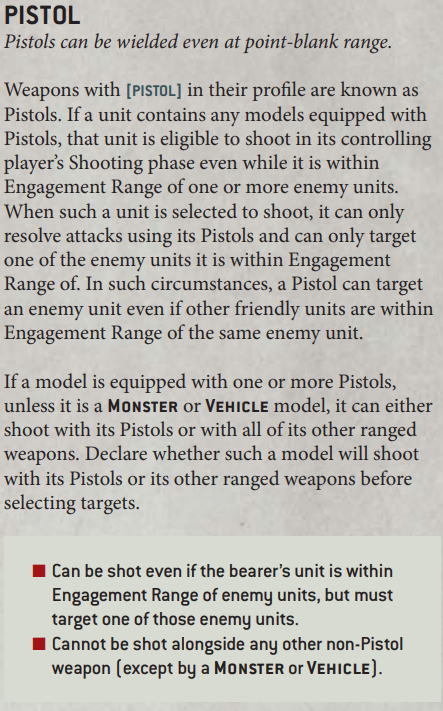 PISTOL
Pistols can be wielded even at point-blank range.
Weapons with [PISTOL] in their profile are known as
Pistols. If a unit contains any models equipped with
Pistols, that unit is eligible to shoot in its controlling
player’s Shooting phase even while it is within
Engagement Range of one or more enemy units.
When such a unit is selected to shoot, it can only
resolve attacks using its Pistols and can only target
one of the enemy units it is within Engagement
Range of. In such circumstances, a Pistol can target
an enemy unit even if other friendly units are within
Engagement Range of the same enemy unit.
If a model is equipped with one or more Pistols,
unless it is a MONSTER or VEHICLE model, it can either
shoot with its Pistols or with all of its other ranged
weapons. Declare whether such a model will shoot
with its Pistols or its other ranged weapons before
selecting targets.
■ Can be shot even if the bearer’s unit is within
Engagement Range of enemy units, but must
target one of those enemy units.
■ Cannot be shot alongside any other non-Pistol
weapon (except by a MONSTER or VEHICLE).